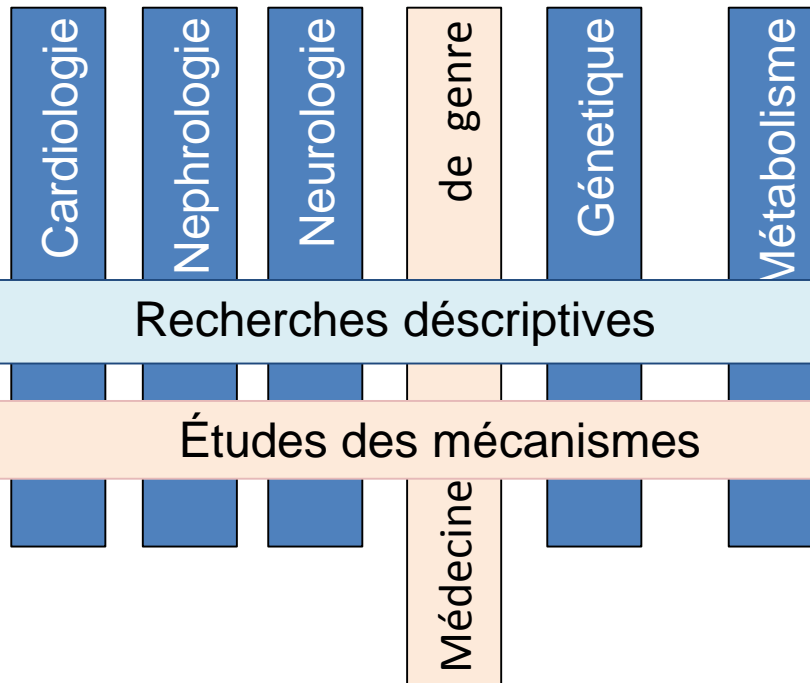 Cardiologie
Nephrologie
Neurologie
Médecine de genre
Génetique
Métabolisme
Recherches déscriptives
Études des mécanismes